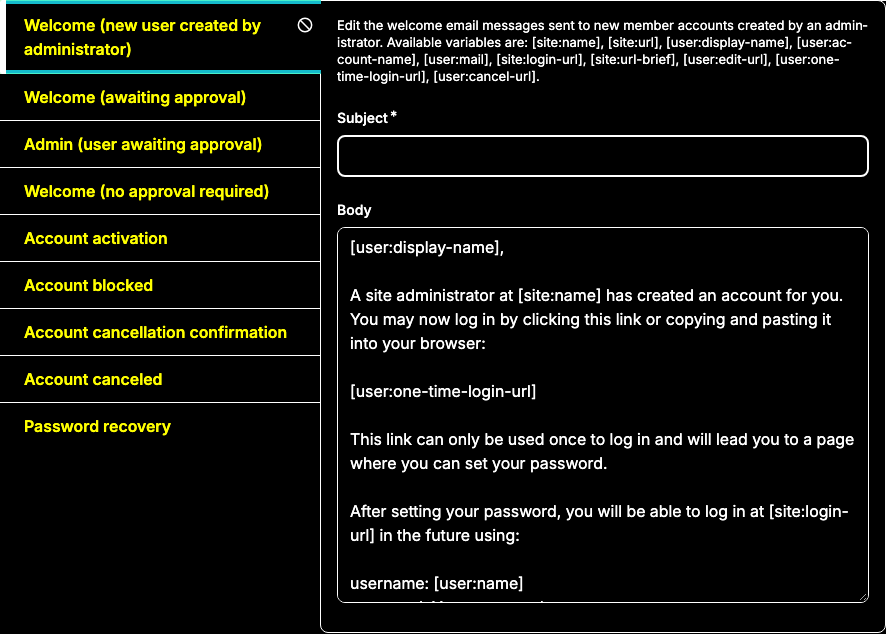 Welcome (new user created by
administrator)
Welcome (awaiting approval)
Admin (user awaiting approval)
Welcome (no approval required)
Account activation
Account blocked
Account cancellation confirmation
Account canceled
Password recovery
Edit the welcome email messages sent to new member accounts created by an admin-
istrator. Available variables are: [site:name], [site:url], [user:display-name], [user:ac-
count-name], [user:mail], [site:login-url], [site:url-brief], [user:edit-url], [user:one-
time-login-url], [user:cancel-url].
Subject*
Body
[user:display-name],
A site administrator at [site:name] has created an account for you.
You may now log in by clicking this link or copying and pasting it
into your browser:
[user:one-time-login-url]
This link can only be used once to log in and will lead you to a page
where you can set your password.
After setting your password, you will be able to log in at [site:login-
url] in the future using:
username: [user:name]